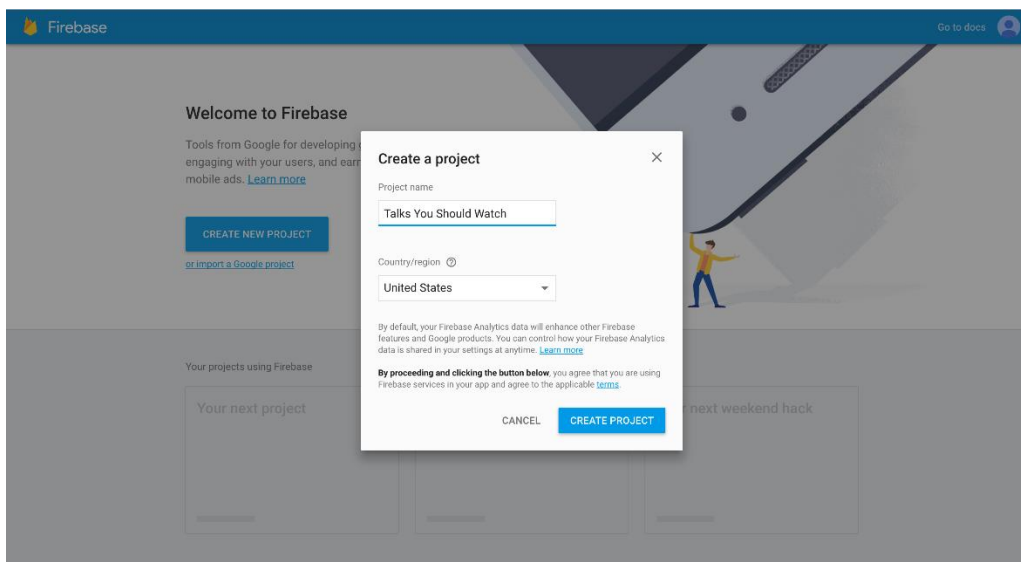 Firebase
Go to docs
Welcome to Firebase
Tools from Google for developing
engaging with your users, and earn
mobile ads. Learn more
CREATE NEW PROJECT
or import a Google project
Your projects using Firebase
Your next project
next weekend hack
Create a project
Project name
Talks You Should Watch
Country/region
United States
By default, your Firebase Analytics data will enhance other Firebase
features and Google products. You can control how your Firebase Analytics
data is shared in your settings at anytime. Learn more
By proceeding and clicking the button below, you agree that you are using
Firebase services in your app and agree to the applicable terms.
CANCEL
CREATE PROJECT